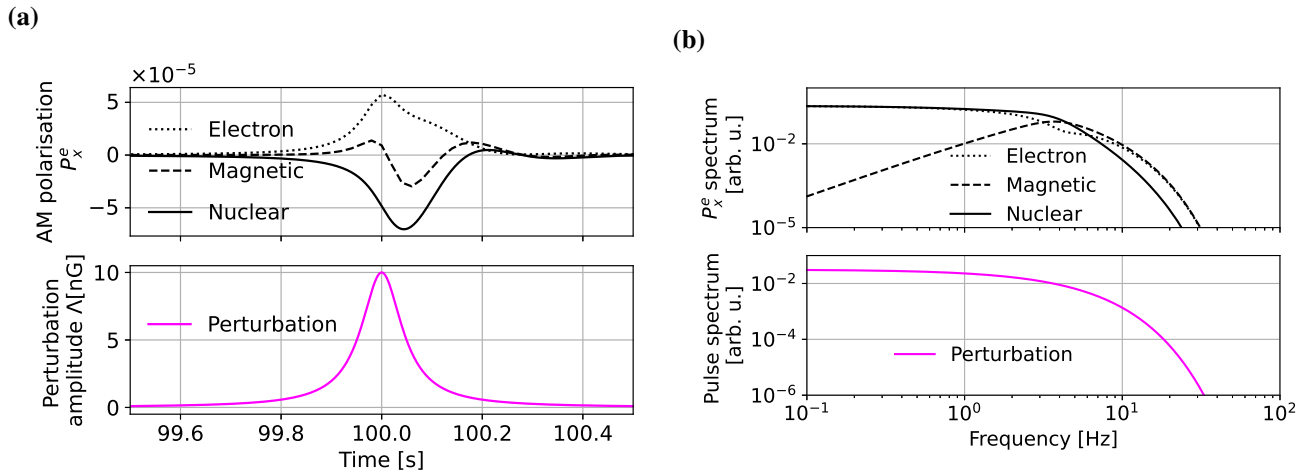 (a)
×10⁻⁵
AM polarisation
Pₓᵉ
5
0
−5
Electron
Magnetic
Nuclear
Perturbation
amplitude Λ[nG]
10
5
0
Perturbation
99.6 99.8 100.0 100.2 100.4
Time [s]
(b)
Pₓᵉ spectrum
[arb. u.]
10⁻²
10⁻⁵
Electron
Magnetic
Nuclear
Pulse spectrum
[arb. u.]
10⁻²
10⁻⁴
10⁻⁶
Perturbation
10⁻¹ 10⁰ 10¹ 10²
Frequency [Hz]